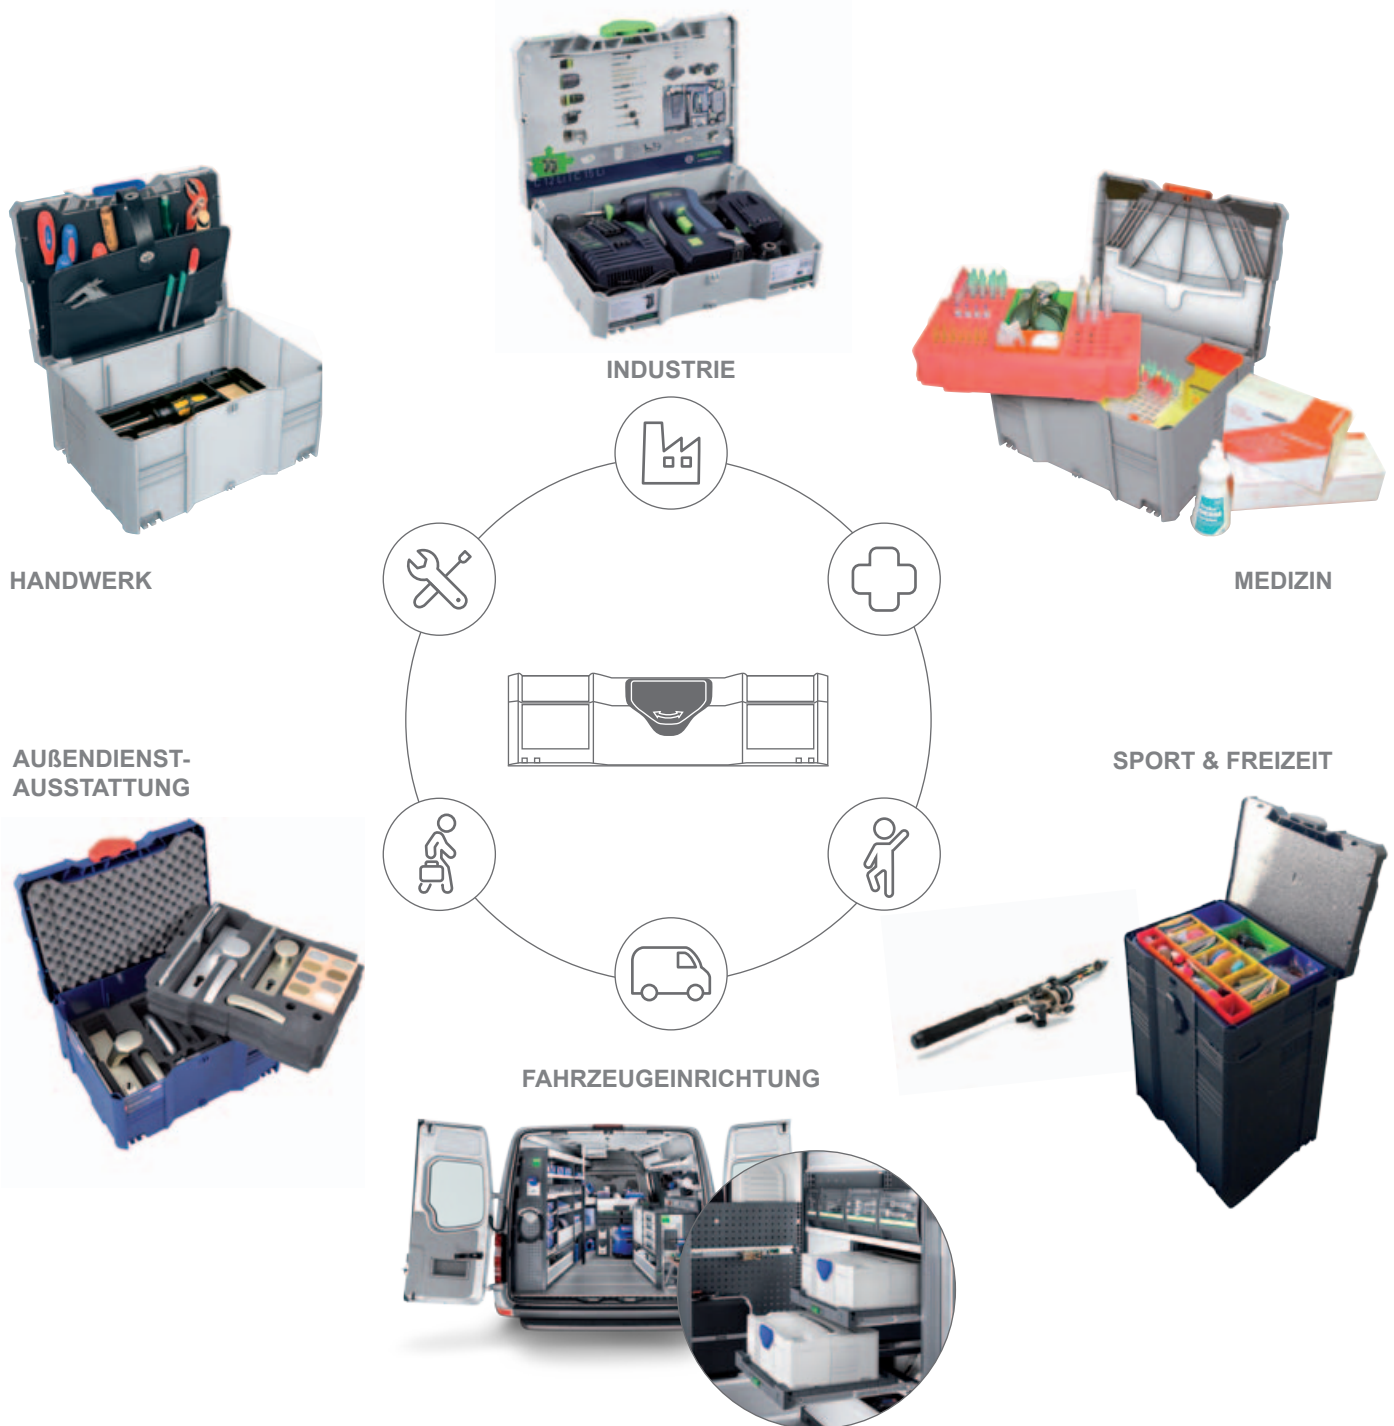 INDUSTRIE
HANDWERK
MEDIZIN
AUßENDIENST-
AUSSTATTUNG
SPORT & FREIZEIT
FAHRZEUGEINRICHTUNG